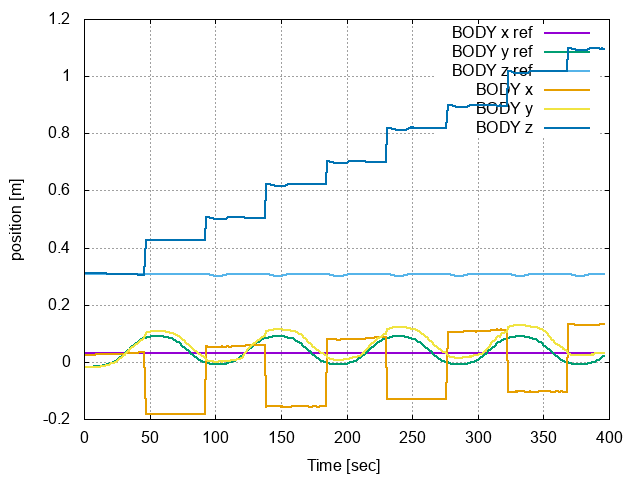 1.2
1
0.8
0.6
0.4
0.2
0
-0.2
position [m]
BODY x ref
BODY y ref
BODY z ref
BODY x
BODY y
BODY z
0 50 100 150 200 250 300 350 400
Time [sec]